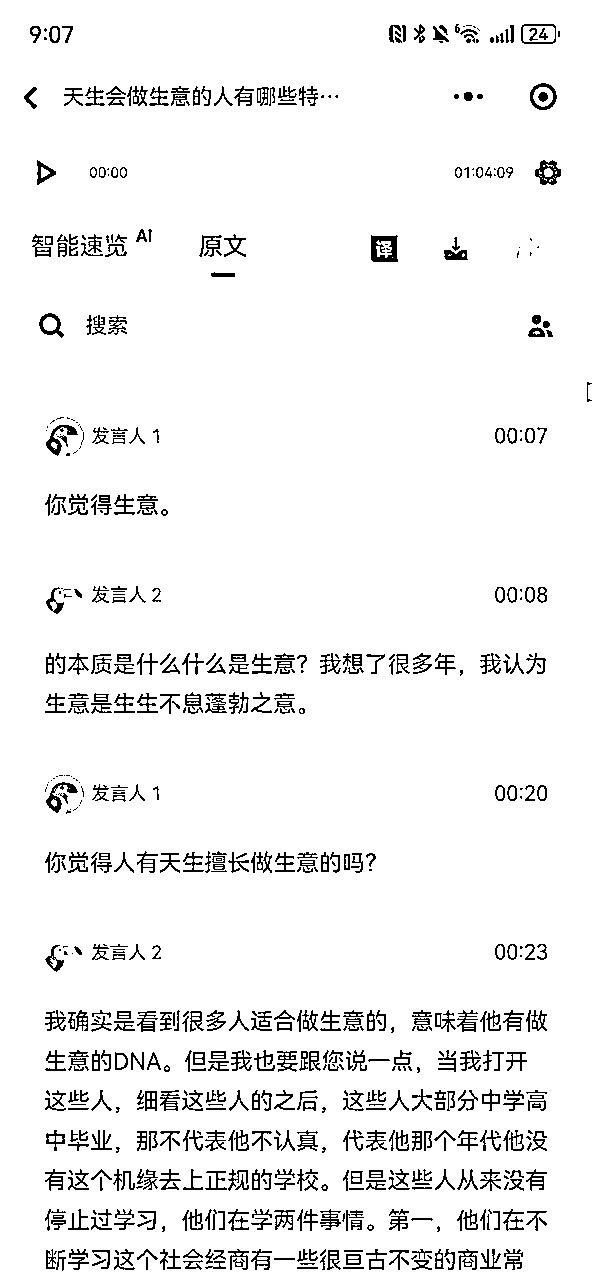 9:07
6
24
天生会做生意的人有哪些特···
00:00
01:04:09
智能速览 AI
原文
译
搜索
发言人 1
00:07
你觉得生意。
发言人 2
00:08
的本质是什么什么是生意？我想了很多年，我认为
生意是生生不息蓬勃之意。
发言人 1
00:20
你觉得人有天生擅长做生意的吗？
发言人 2
00:23
我确实是看到很多人适合做生意的，意味着他有做
生意的DNA。但是我也要跟您说一点，当我打开
这些人，细看这些人的之后，这些人大部分中学高
中毕业，那不代表他不认真，代表他那个年代他没
有这个机缘去上正规的学校。但是这些人从来没有
停止过学习，他们在学两件事情。第一，他们在不
断学习这个社会经商有一些很亘古不变的商业常